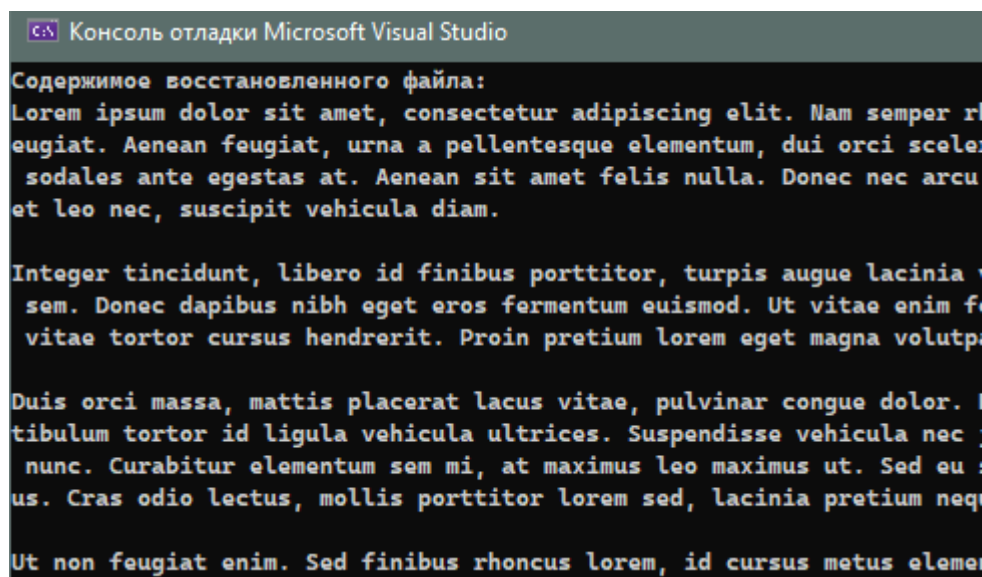 Консоль отладки Microsoft Visual Studio
Содержимое восстановленного файла:
Lorem ipsum dolor sit amet, consectetur adipiscing elit. Nam semper
eugiat. Aenean feugiat, urna a pellentesque elementum, dui orci
sodales ante egestas at. Aenean sit amet felis nulla. Donec nec arcu
et leo nec, suscipit vehicula diam.
Integer tincidunt, libero id finibus porttitor, turpis augue lacinia
sem. Donec dapibus nibh eget eros fermentum euismod. Ut vitae enim
vitae tortor cursus hendrerit. Proin pretium lorem eget magna
Duis orci massa, mattis placerat lacus vitae, pulvinar congue dolor.
tibulum tortor id ligula vehicula ultrices. Suspendisse vehicula nec
nunc. Curabitur elementum sem mi, at maximus leo maximus ut. Sed eu
us. Cras odio lectus, mollis porttitor lorem sed, lacinia pretium
Ut non feugiat enim. Sed finibus rhoncus lorem, id cursus metus